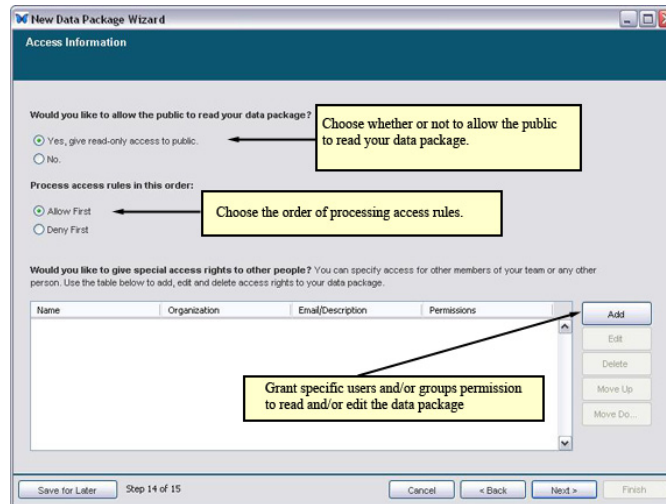 New Data Package Wizard
Access Information
Would you like to allow the public to read your data package?
Choose whether or not to allow the public
to read your data package.
Yes, give read-only access to public.
No.
Process access rules in this order:
Allow First
Choose the order of processing access rules.
Deny First
Would you like to give special access rights to other people? You can specify access for other members of your team or any other
person. Use the table below to add, edit and delete access rights to your data package.
Name Organization Email/Description Permissions
Add
Edit
Delete
Grant specific users and/or groups permission
to read and/or edit the data package
Move Up
Move Do...
Save for Later Step 14 of 15 Cancel < Back Next > Finish